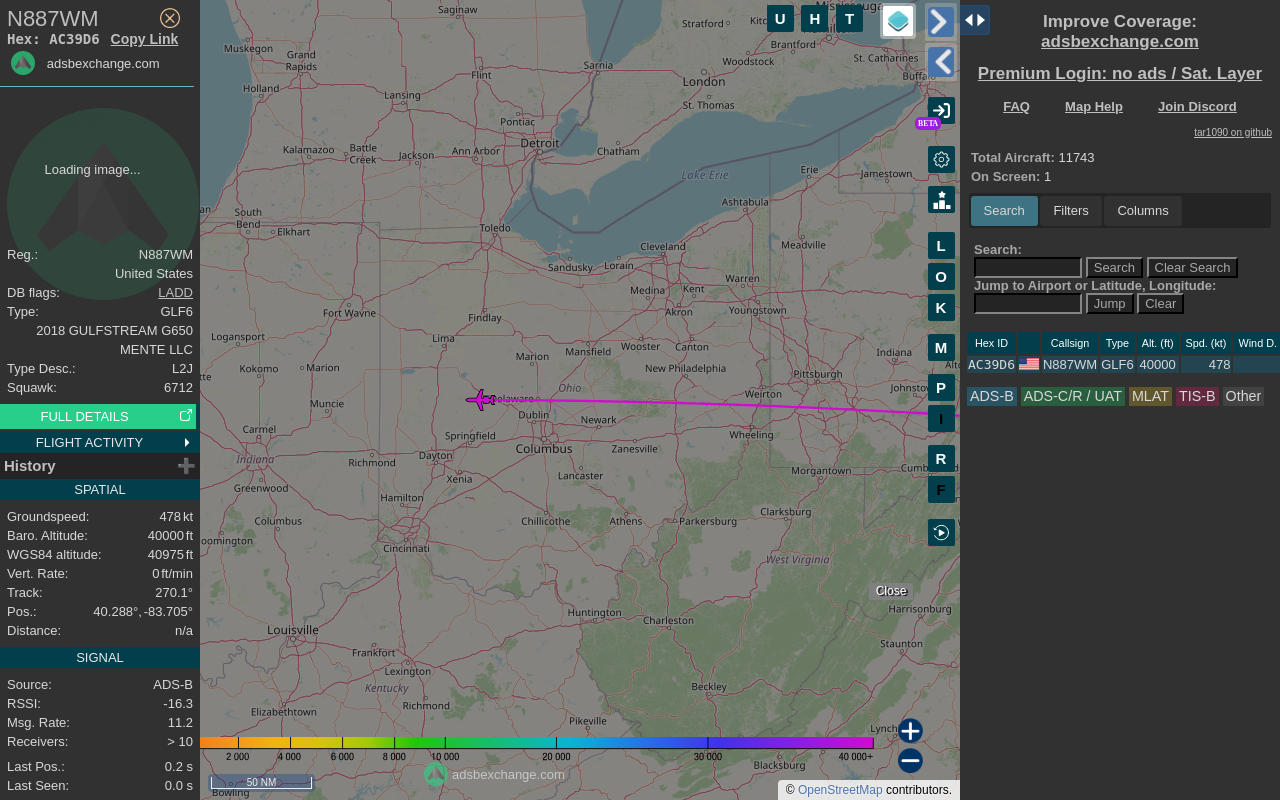 N887WM
Hex: AC39D6 Copy Link
adsbexchange.com
Loading image...
Reg.: N887WM
United States
DB flags: LADD
Type: GLF6
2018 GULFSTREAM G650
MENTE LLC
Type Desc.: L2J
Squawk: 6712
FULL DETAILS
FLIGHT ACTIVITY
History
SPATIAL
Groundspeed: 478 kt
Baro. Altitude: 40000 ft
WGS84 altitude: 40975 ft
Vert. Rate: 0 ft/min
Track: 270.1°
Pos.: 40.288°, -83.705°
Distance: n/a
SIGNAL
Source: ADS-B
RSSI: -16.3
Msg. Rate: 11.2
Receivers: > 10
Last Pos.: 0.2 s
Last Seen: 0.0 s
Saginaw
Mississauga
Stratford
Hamilton
Muskegon
Grand
Rapids
Brantford
Woodstock
St. Catharines
Flint
Sarnia
London
Holland
Lansing
St. Thomas
Pontiac
Detroit
Kalamazoo
Battle
Creek
Jackson
Ann Arbor
Chatham
Lake Erie
Erie
Jamestown
Ashtabula
South
Bend
Elkhart
Toledo
Cleveland
Meadville
Sandusky
Lorain
Warren
Medina
Kent
Akron
Youngstown
Fort Wayne
Findlay
Logansport
Lima
Marion
Mansfield
Wooster
Canton
Indiana
Kokomo
Marion
New Philadelphia
Pittsburgh
Ohio
Muncie
Delaware
Weirton
Dublin
Newark
Carmel
Springfield
Columbus
Zanesville
Wheeling
Indiana
Richmond
Dayton
Xenia
Lancaster
Morgantown
Greenwood
Hamilton
Columbus
Chillicothe
Athens
Parkersburg
Clarksburg
Cincinnati
West Virginia
Huntington
Charleston
Harrisonburg
Louisville
Staunton
Frankfort
Lexington
Kentucky
Beckley
Richmond
Elizabethtown
Pikeville
Blacksburg
Bowling
U H T
BETA
L
O
K
M
P
I
R
F
Close
2 000 4 000 6 000 8 000 10 000 20 000 30 000 40 000+
adsbexchange.com
50 NM
© OpenStreetMap contributors.
Improve Coverage:
adsbexchange.com
Premium Login: no ads / Sat. Layer
FAQ Map Help Join Discord
tar1090 on github
Total Aircraft: 11743
On Screen: 1
Search Filters Columns
Search:
Search Clear Search
Jump to Airport or Latitude, Longitude:
Jump Clear
Hex ID Callsign Type Alt. (ft) Spd. (kt) Wind D.
AC39D6 N887WM GLF6 40000 478
ADS-B ADS-C/R / UAT MLAT TIS-B Other